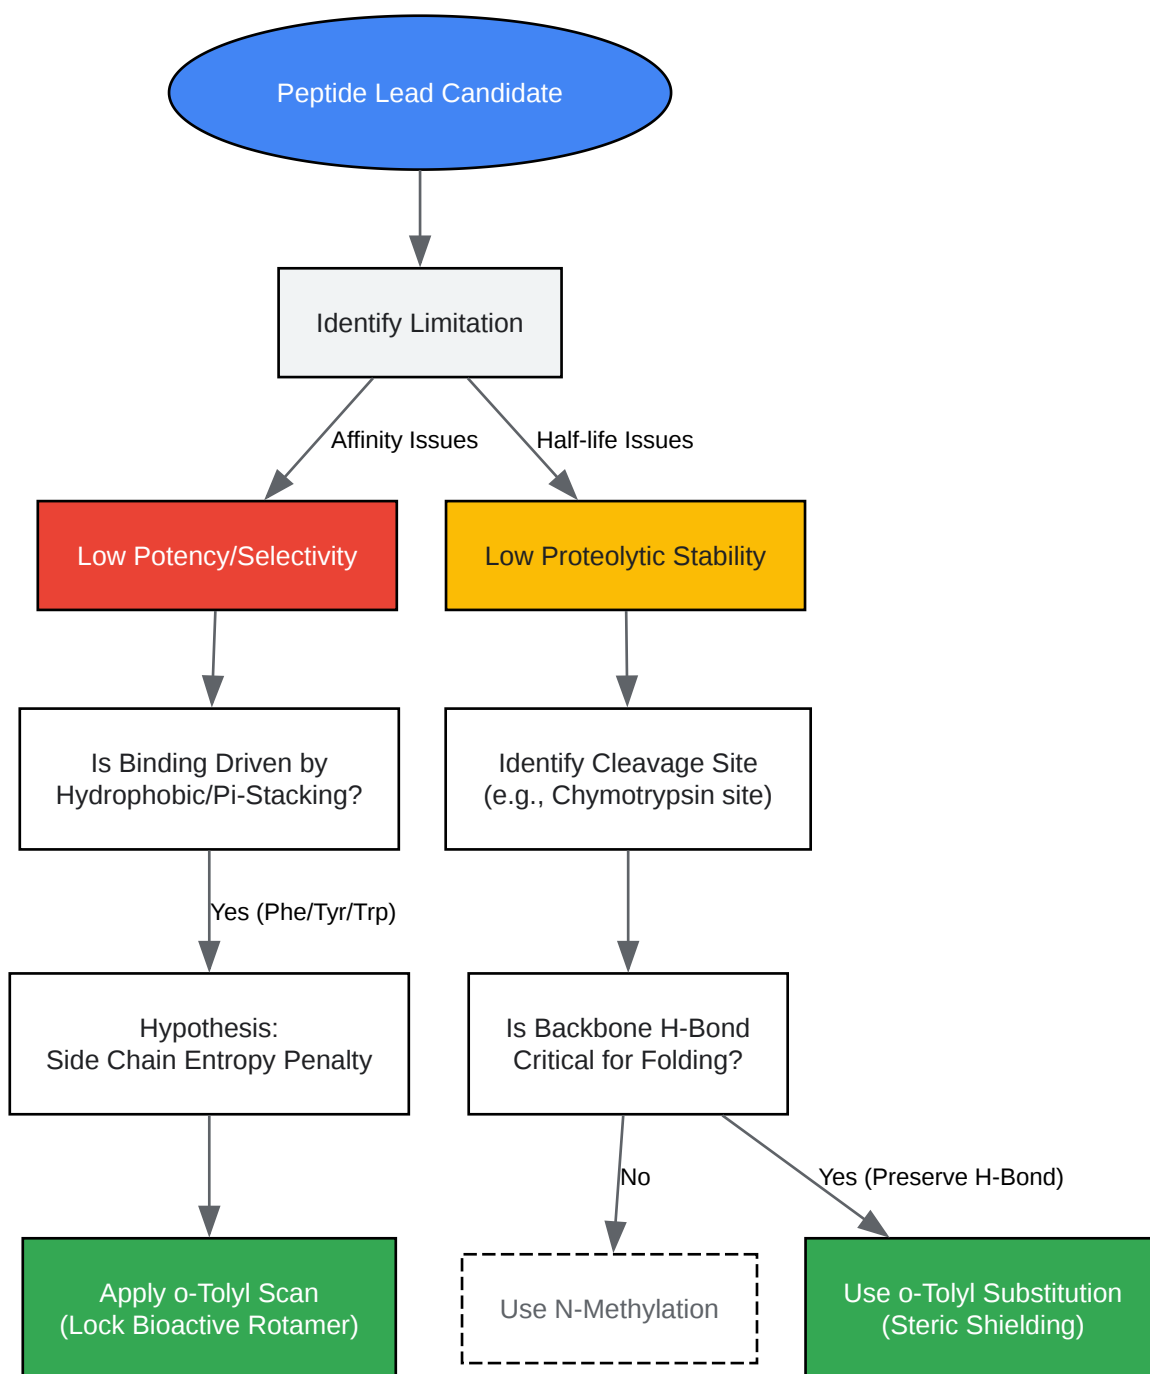 Peptide Lead Candidate
Identify Limitation
Affinity Issues
Half-life Issues
Low Potency/Selectivity
Low Proteolytic Stability
Is Binding Driven by
Hydrophobic/Pi-Stacking?
Identify Cleavage Site
(e.g., Chymotrypsin site)
Yes (Phe/Tyr/Trp)
Hypothesis:
Side Chain Entropy Penalty
Is Backbone H-Bond
Critical for Folding?
No
Yes (Preserve H-Bond)
Apply o-Tolyl Scan
(Lock Bioactive Rotamer)
Use N-Methylation
Use o-Tolyl Substitution
(Steric Shielding)